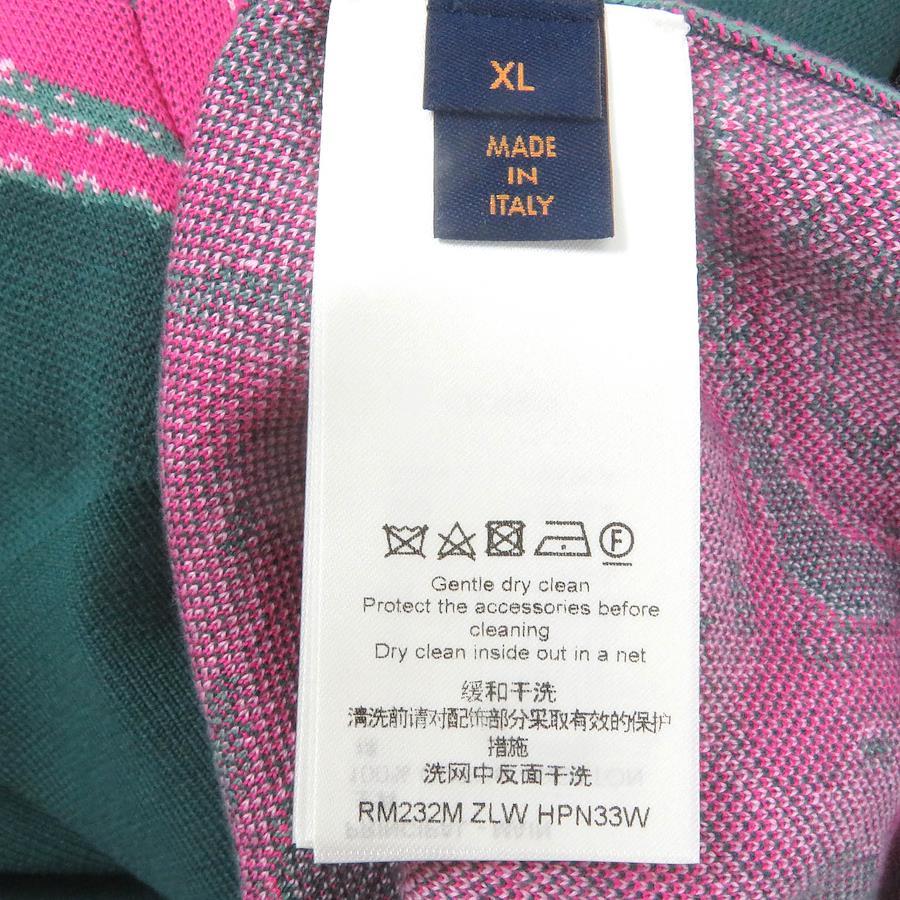 XL
MADE
IN
ITALY
F
Gentle dry clean
Protect the accessories before
cleaning
Dry clean inside out in a net
缓和干洗
清洗前请对配饰部分采取有效的保护
措施
洗网中反面干洗
RM232M ZLW HPN33W